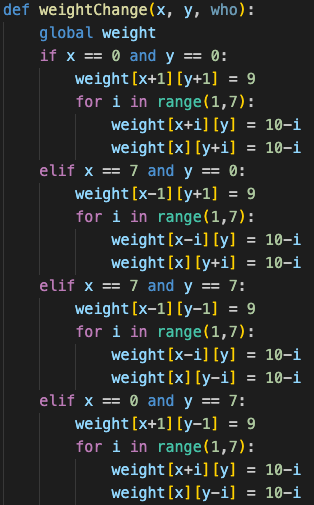 def weightChange(x, y, who):
    global weight
    if x == 0 and y == 0:
        weight[x+1][y+1] = 9
        for i in range(1,7):
            weight[x+i][y] = 10-i
            weight[x][y+i] = 10-i
    elif x == 7 and y == 0:
        weight[x-1][y+1] = 9
        for i in range(1,7):
            weight[x-i][y] = 10-i
            weight[x][y+i] = 10-i
    elif x == 7 and y == 7:
        weight[x-1][y-1] = 9
        for i in range(1,7):
            weight[x-i][y] = 10-i
            weight[x][y-i] = 10-i
    elif x == 0 and y == 7:
        weight[x+1][y-1] = 9
        for i in range(1,7):
            weight[x+i][y] = 10-i
            weight[x][y-i] = 10-i